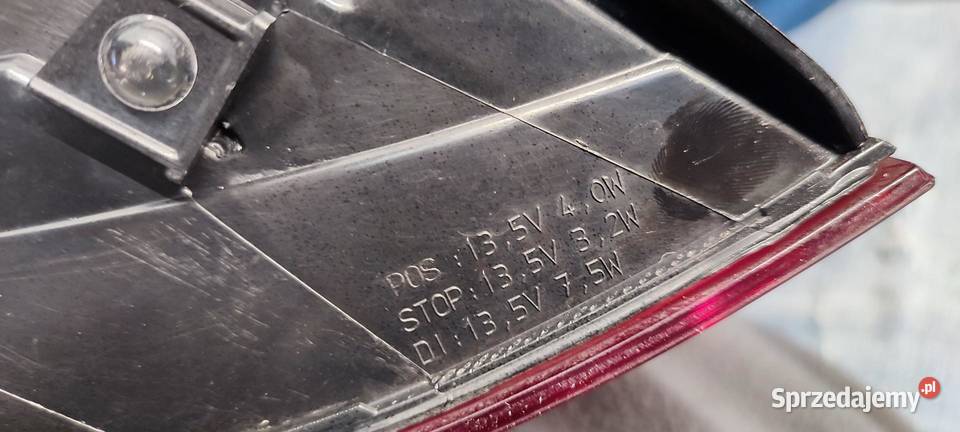 POS :13,5V 4,0W
STOP:13,5V 3,2W
DI:13,5V 7,5W
Sprzedajemy.pl